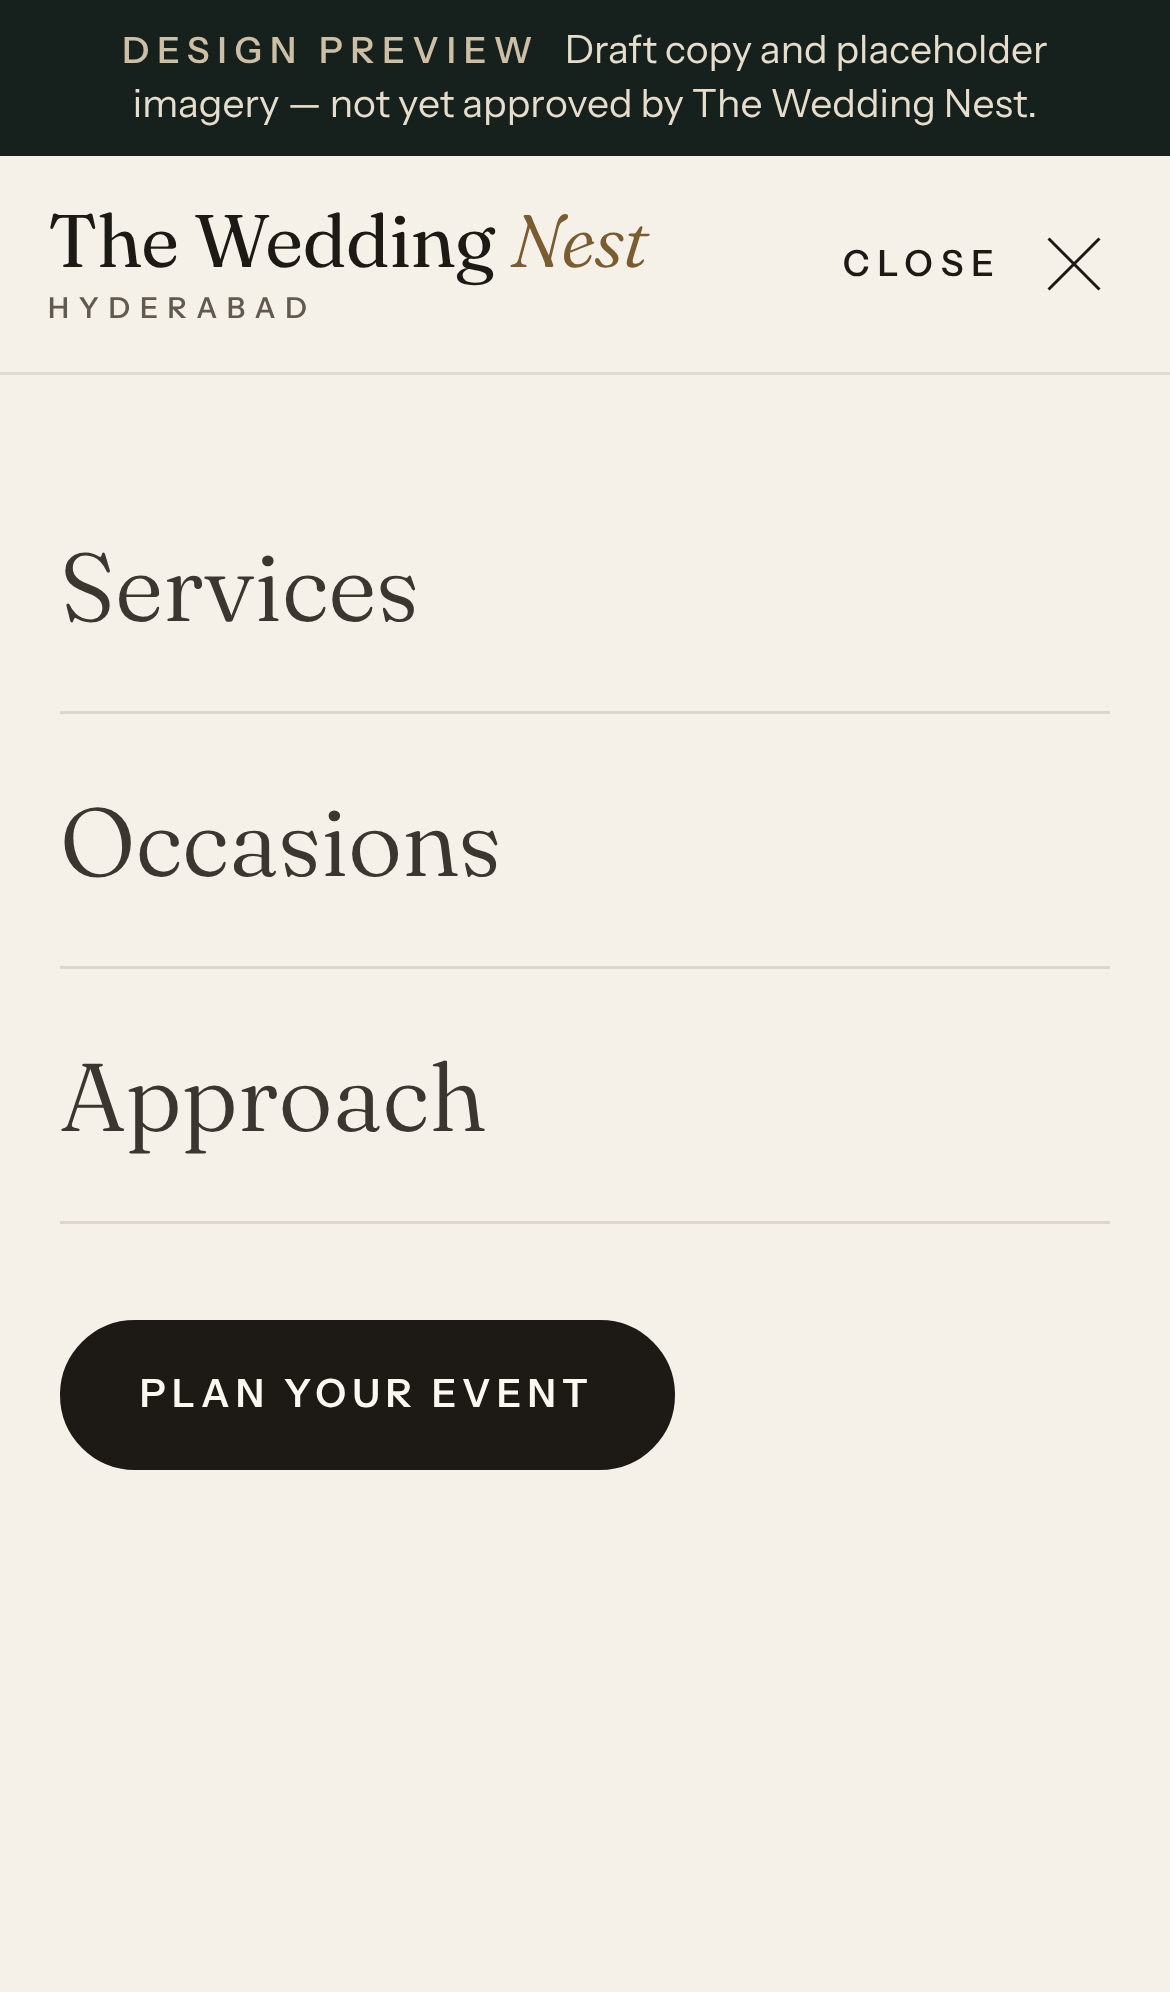 DESIGN PREVIEW Draft copy and placeholder
imagery — not yet approved by The Wedding Nest.
The Wedding Nest
HYDERABAD
CLOSE
Services
Occasions
Approach
PLAN YOUR EVENT